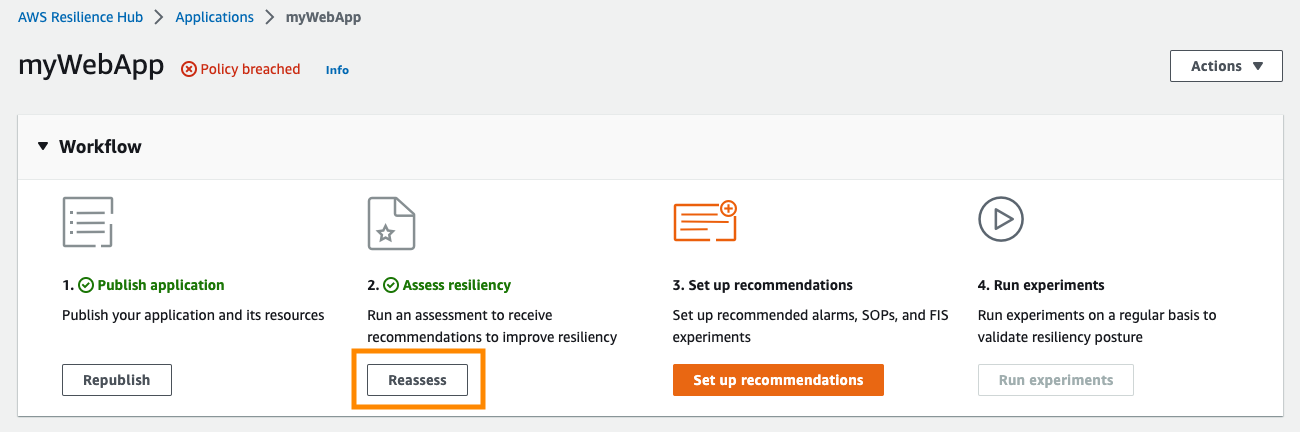 AWS Resilience Hub > Applications > myWebApp
myWebApp Policy breached Info
Actions
Workflow
1. Publish application
Publish your application and its resources
Republish
2. Assess resiliency
Run an assessment to receive
recommendations to improve resiliency
Reassess
3. Set up recommendations
Set up recommended alarms, SOPs, and FIS
experiments
Set up recommendations
4. Run experiments
Run experiments on a regular basis to
validate resiliency posture
Run experiments